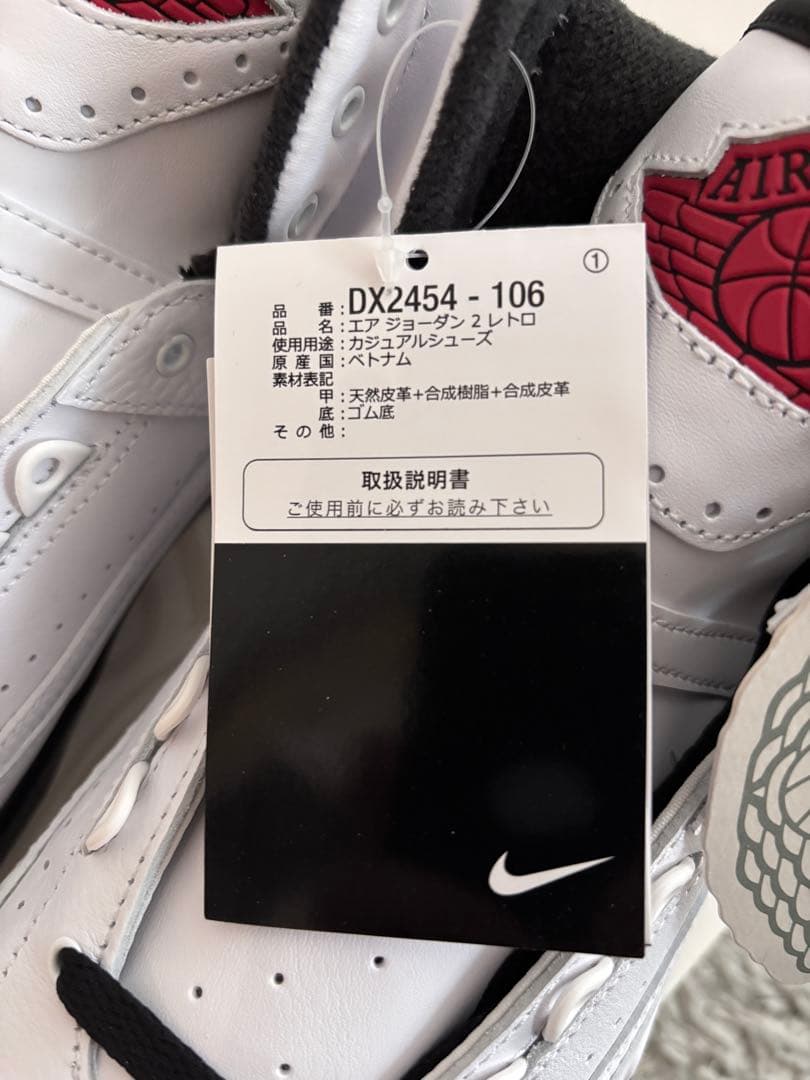 AIR
①
品番:DX2454 - 106
品名:エア ジョーダン 2 レトロ
使用用途:カジュアルシューズ
原産国:ベトナム
素材表記
甲:天然皮革+合成樹脂+合成皮革
底:ゴム底
その他:
取扱説明書
ご使用前に必ずお読み下さい